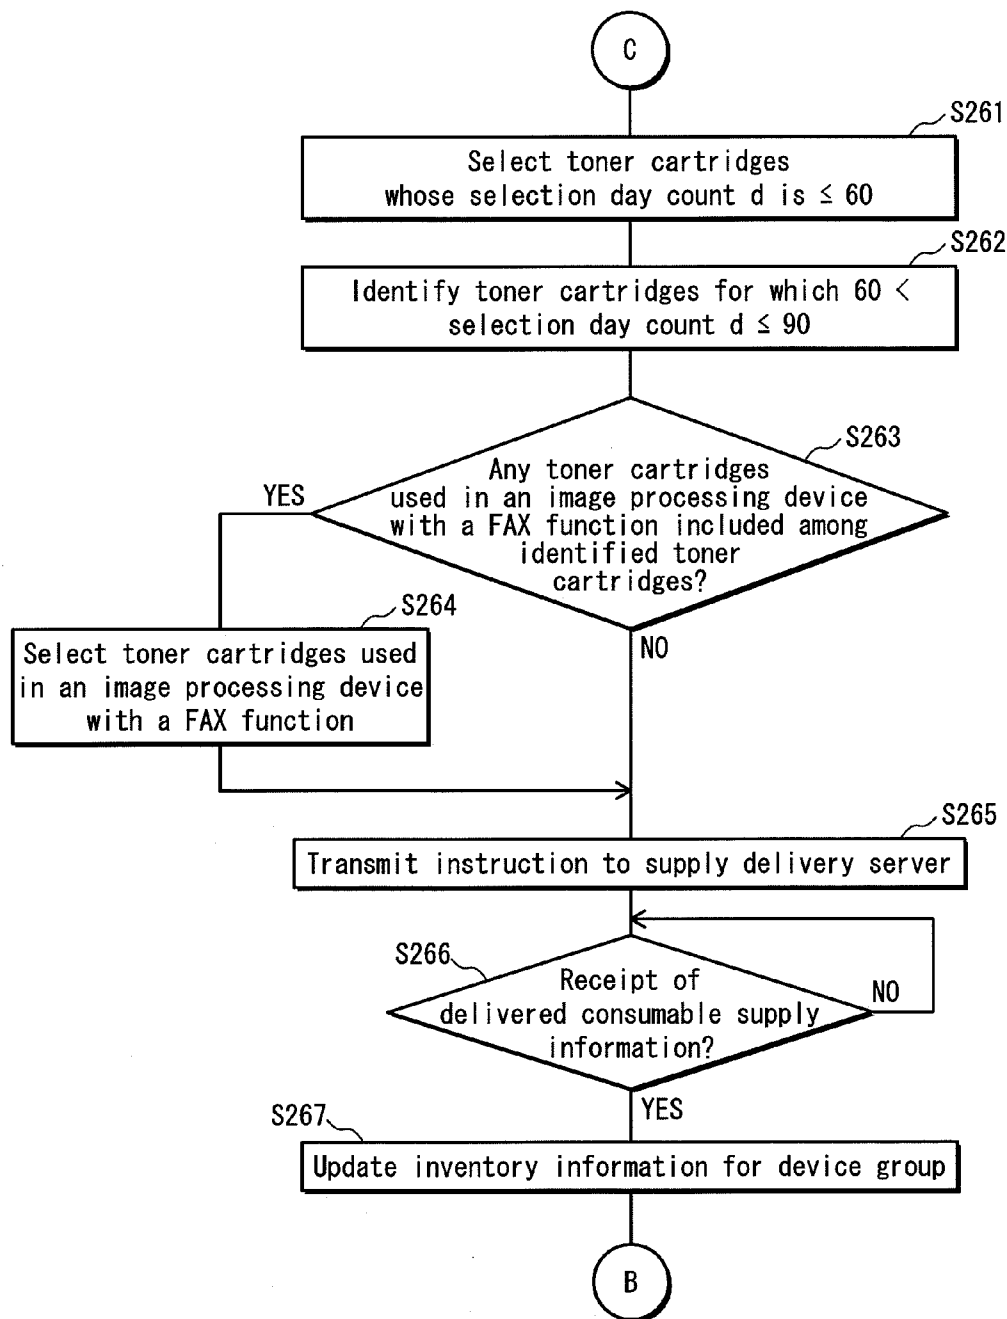 C
S261
Select toner cartridges
whose selection day count d is ≤ 60
S262
Identify toner cartridges for which 60 <
selection day count d ≤ 90
S263
Any toner cartridges
used in an image processing device
with a FAX function included among
identified toner
cartridges?
YES
NO
S264
Select toner cartridges used
in an image processing device
with a FAX function
S265
Transmit instruction to supply delivery server
S266
Receipt of
delivered consumable supply
information?
NO
YES
S267
Update inventory information for device group
B